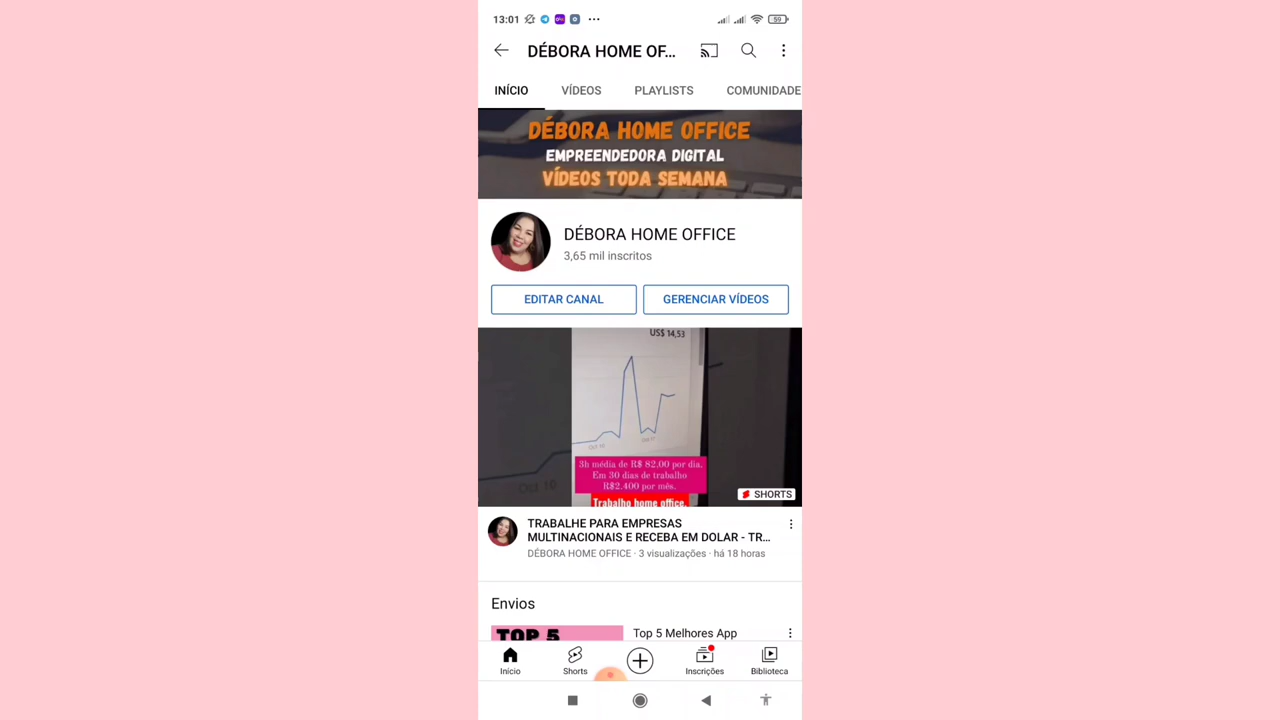 13:01
59
DÉBORA HOME OF...
INÍCIO VÍDEOS PLAYLISTS COMUNIDADE
DÉBORA HOME OFFICE
EMPREENDEDORA DIGITAL
VÍDEOS TODA SEMANA
DÉBORA HOME OFFICE
3,65 mil inscritos
EDITAR CANAL GERENCIAR VÍDEOS
US$ 14,53
Oct 10
3h média de R$ 82.00 por dia.
Em 30 dias de trabalho
R$2.400 por mês.
Trabalho home office.
SHORTS
TRABALHE PARA EMPRESAS
MULTINACIONAIS E RECEBA EM DOLAR - TR...
DÉBORA HOME OFFICE · 3 visualizações · há 18 horas
Envios
TOP 5
Top 5 Melhores App
Início Shorts Inscrições Biblioteca